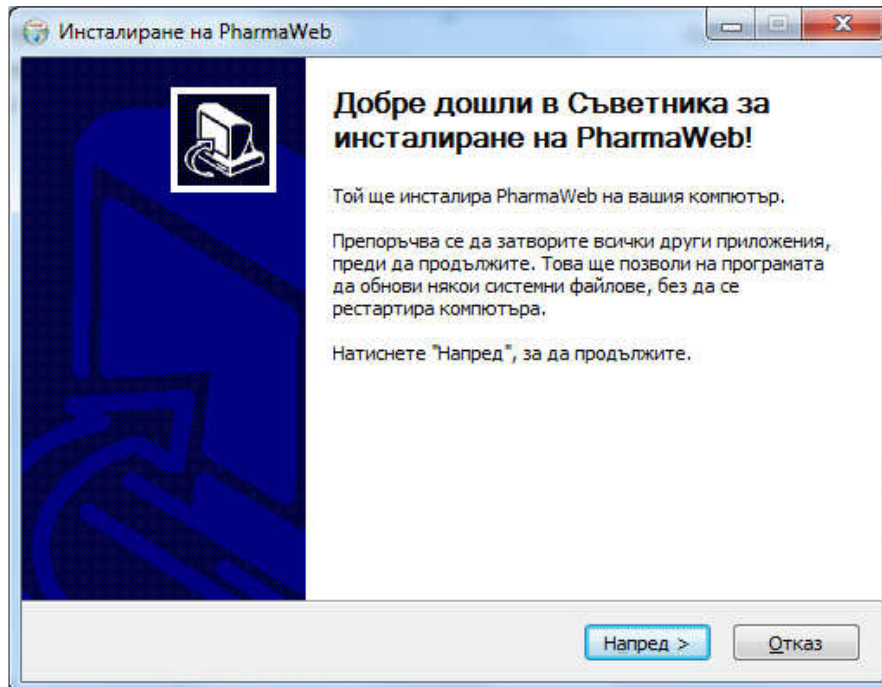 Инсталиране на PharmaWeb
Добре дошли в Съветника за
инсталиране на PharmaWeb!
Той ще инсталира PharmaWeb на вашия компютър.
Препоръчва се да затворите всички други приложения,
преди да продължите. Това ще позволи на програмата
да обнови някои системни файлове, без да се
рестартира компютъра.
Натиснете "Напред", за да продължите.
Напред >
Отказ